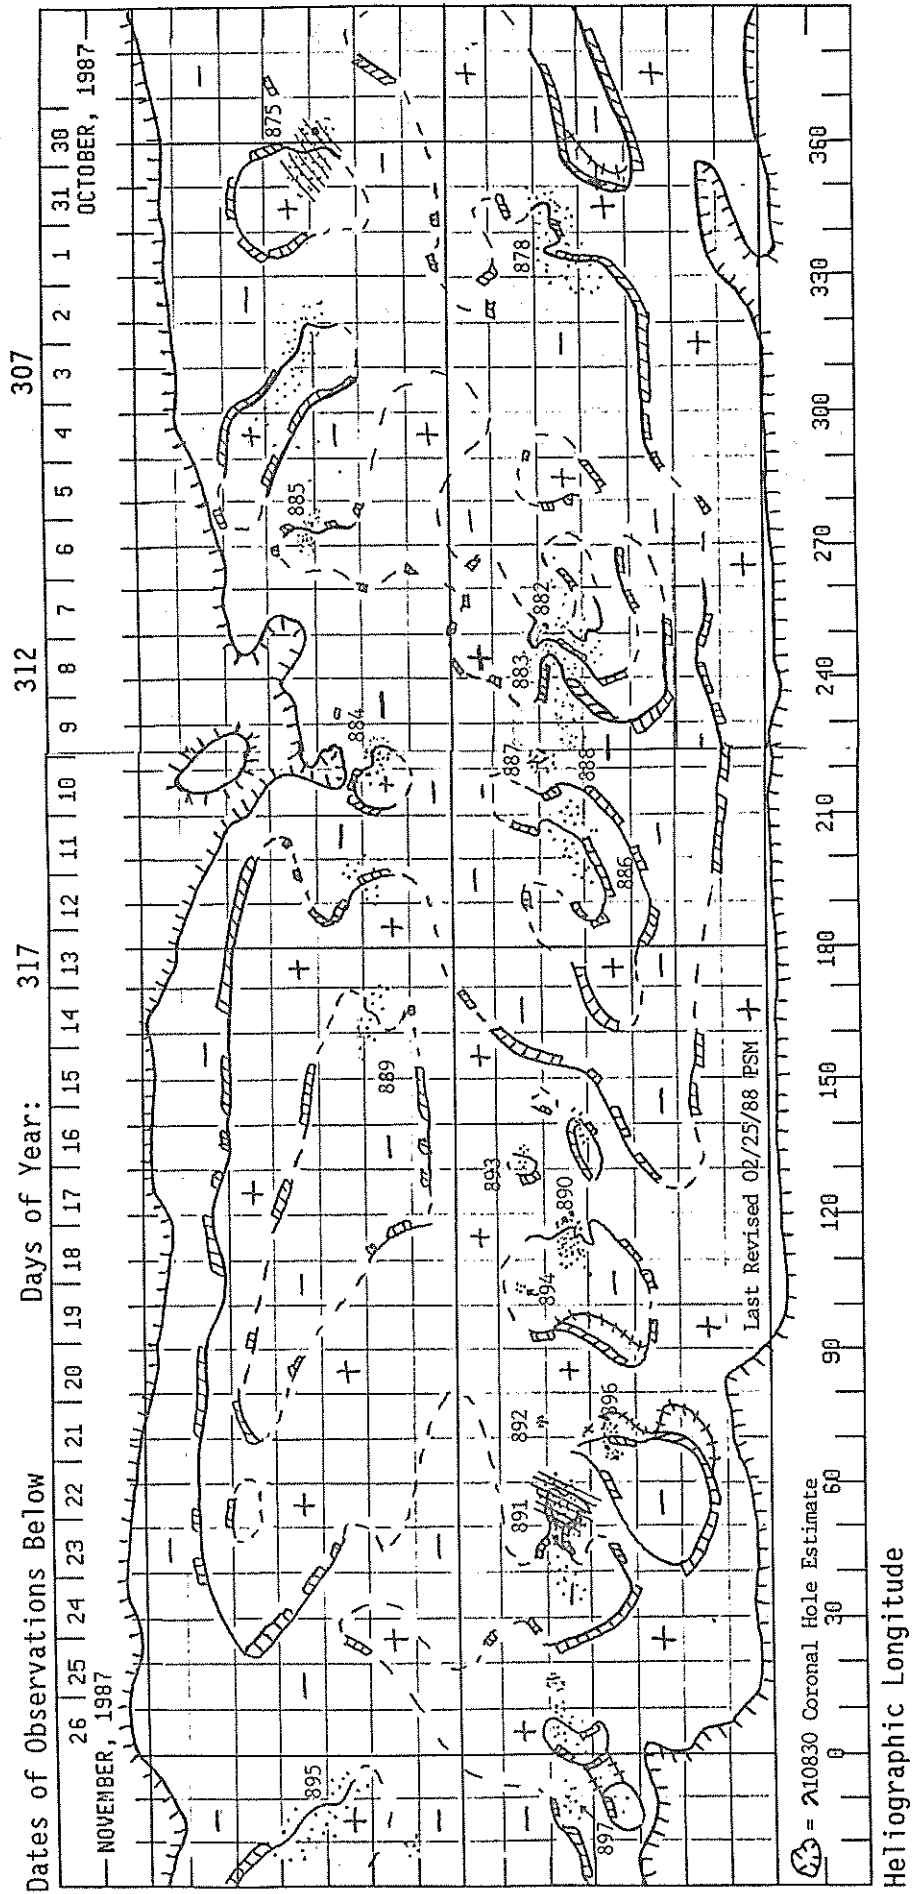 Dates of Observations Below Days of Year: 317 312 307
26 | 25 | 24 | 23 | 22 | 21 | 20 | 19 | 18 | 17 | 16 | 15 | 14 | 13 | 12 | 11 | 10 | 9 | 8 | 7 | 6 | 5 | 4 | 3 | 2 | 1 | 31 | 30 |
NOVEMBER, 1987 OCTOBER, 1987
875
885
884
895
889
878
882
883
887
888
886
893
890
894
892
896
891
897
Last Revised 02/25/88 PSM
= λ10830 Coronal Hole Estimate
0 30 60 90 120 150 180 210 240 270 300 330 360
Heliographic Longitude